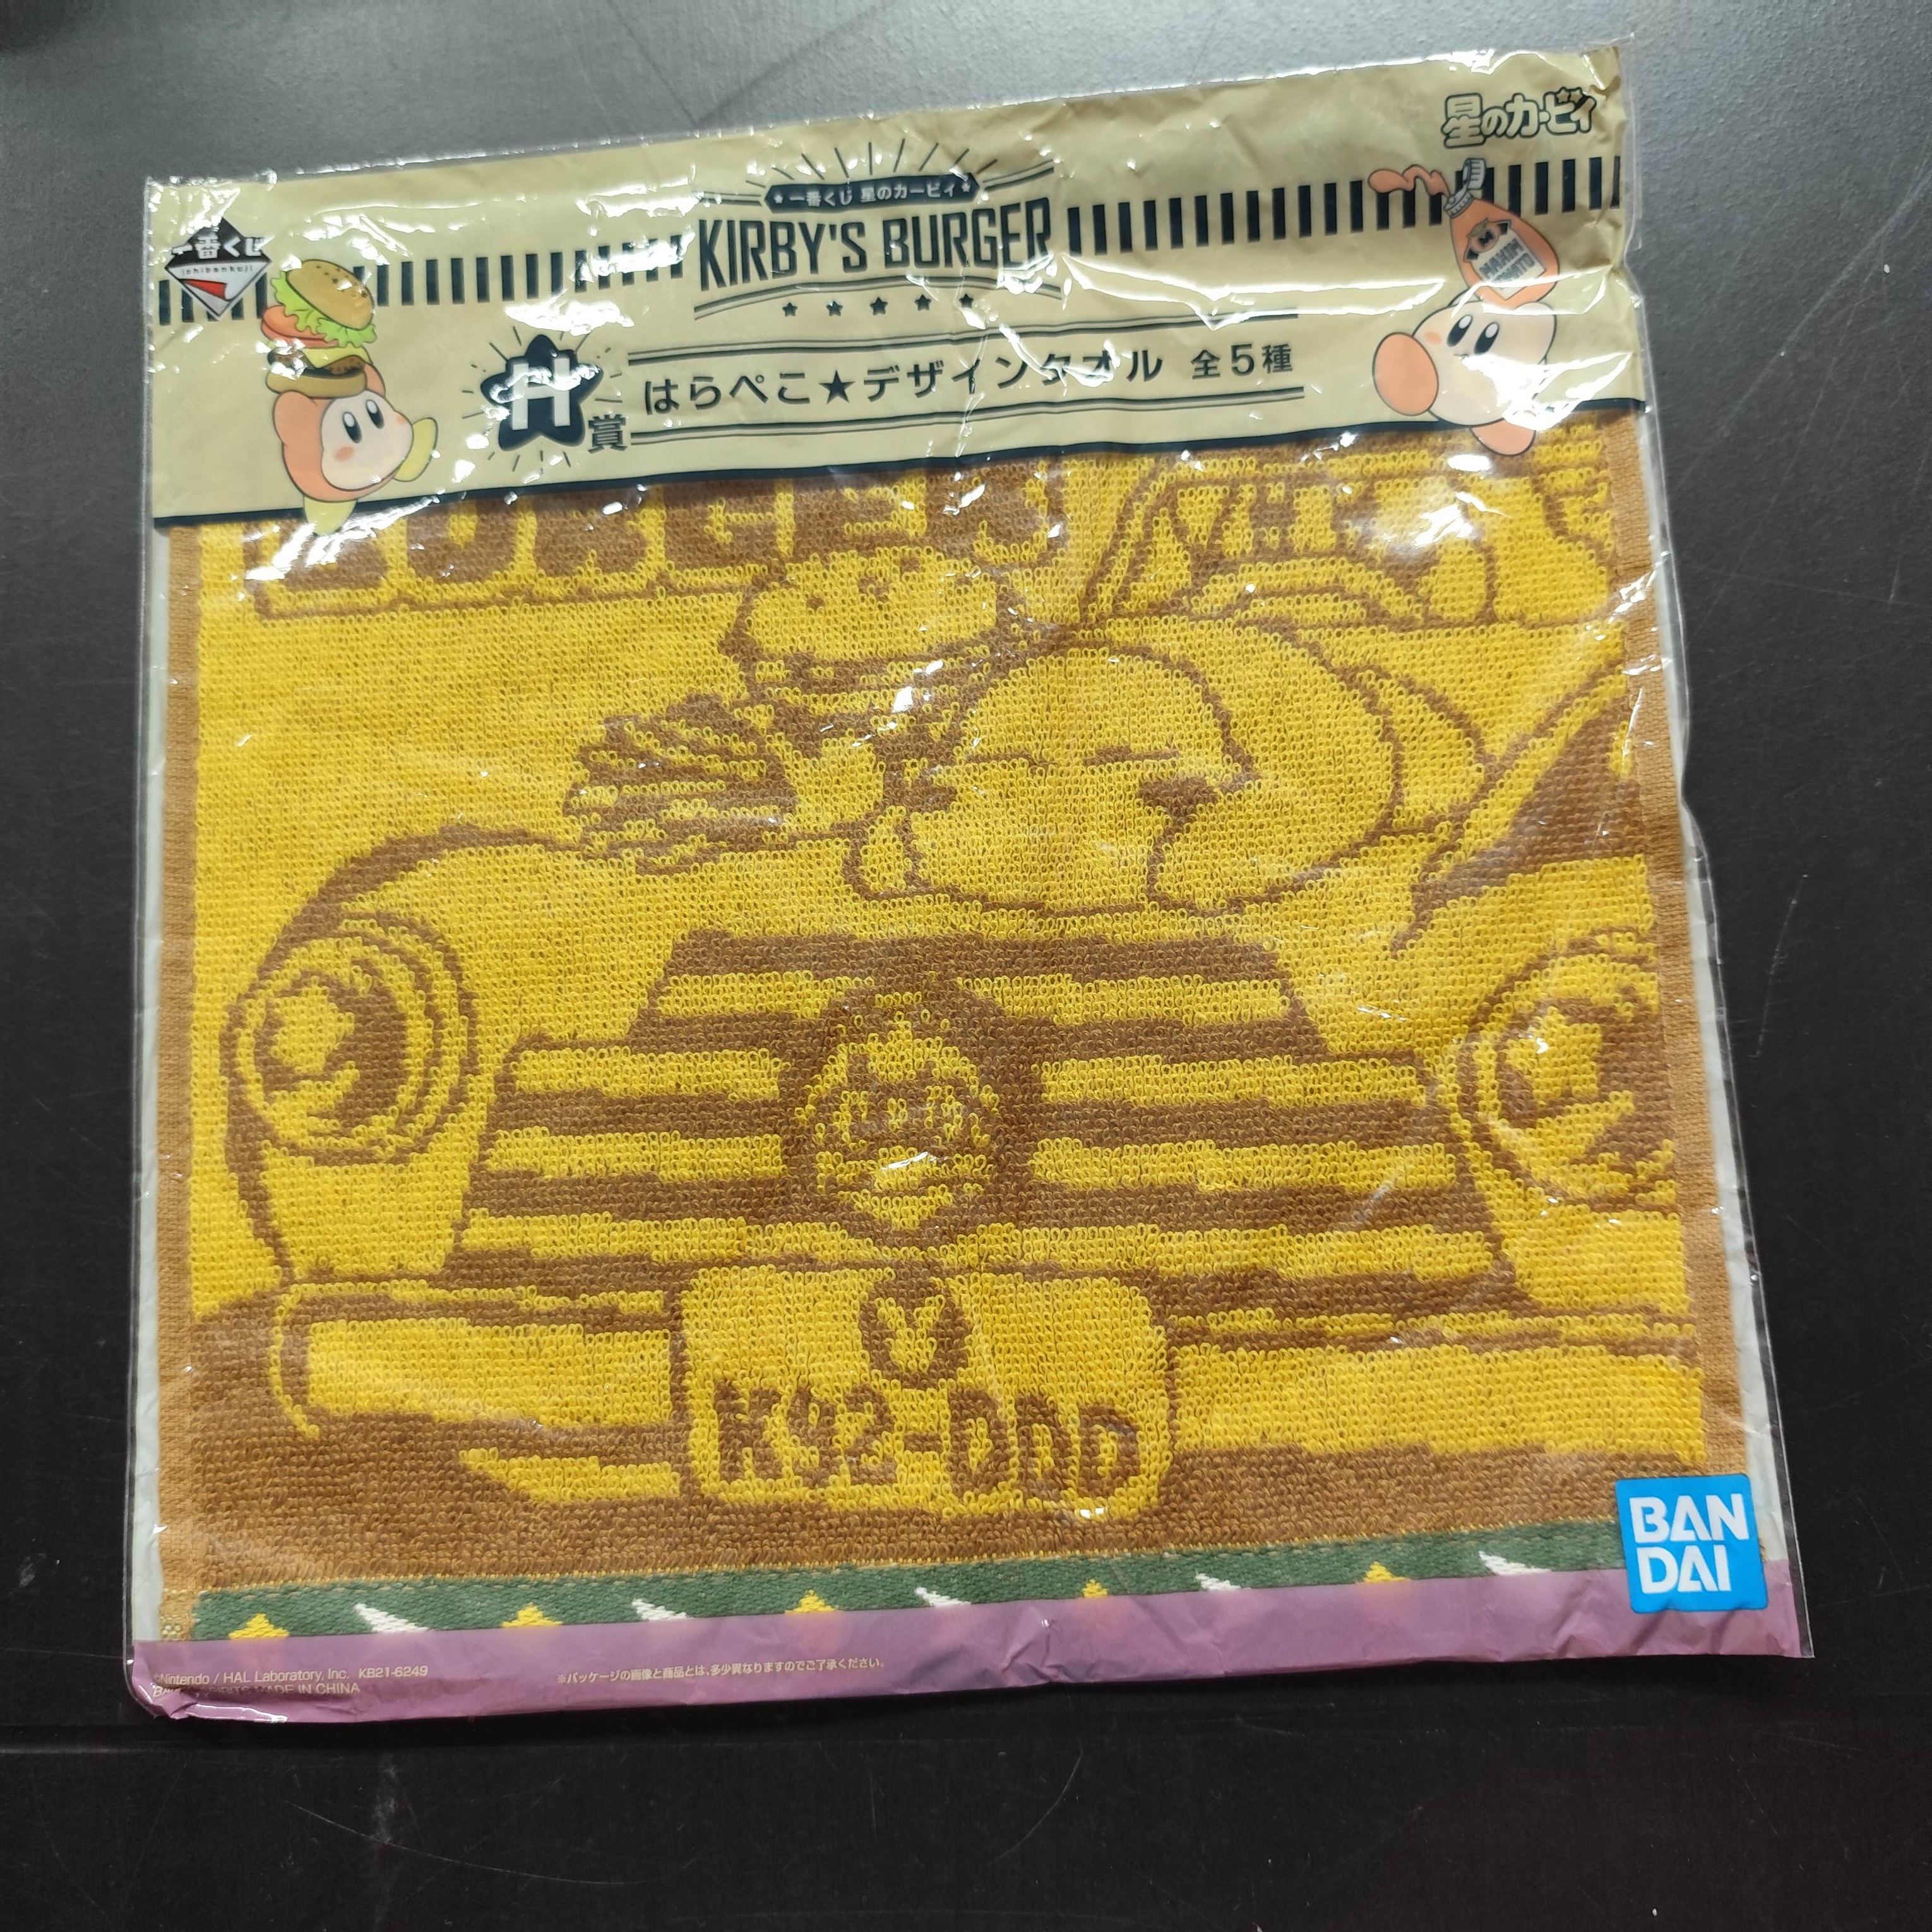 星のカービィ
一番くじ 星のカービィ
一番くじ
ichibankuji
KIRBY'S BURGER
MAXIM
TOMATO
H賞
はらぺこ★デザインタオル 全5種
BURGER
KY2-DDD
BAN
DAI
©Nintendo / HAL Laboratory, Inc. KB21-6249
MADE IN CHINA
※パッケージの画像と商品とは、多少異なりますのでご了承ください。